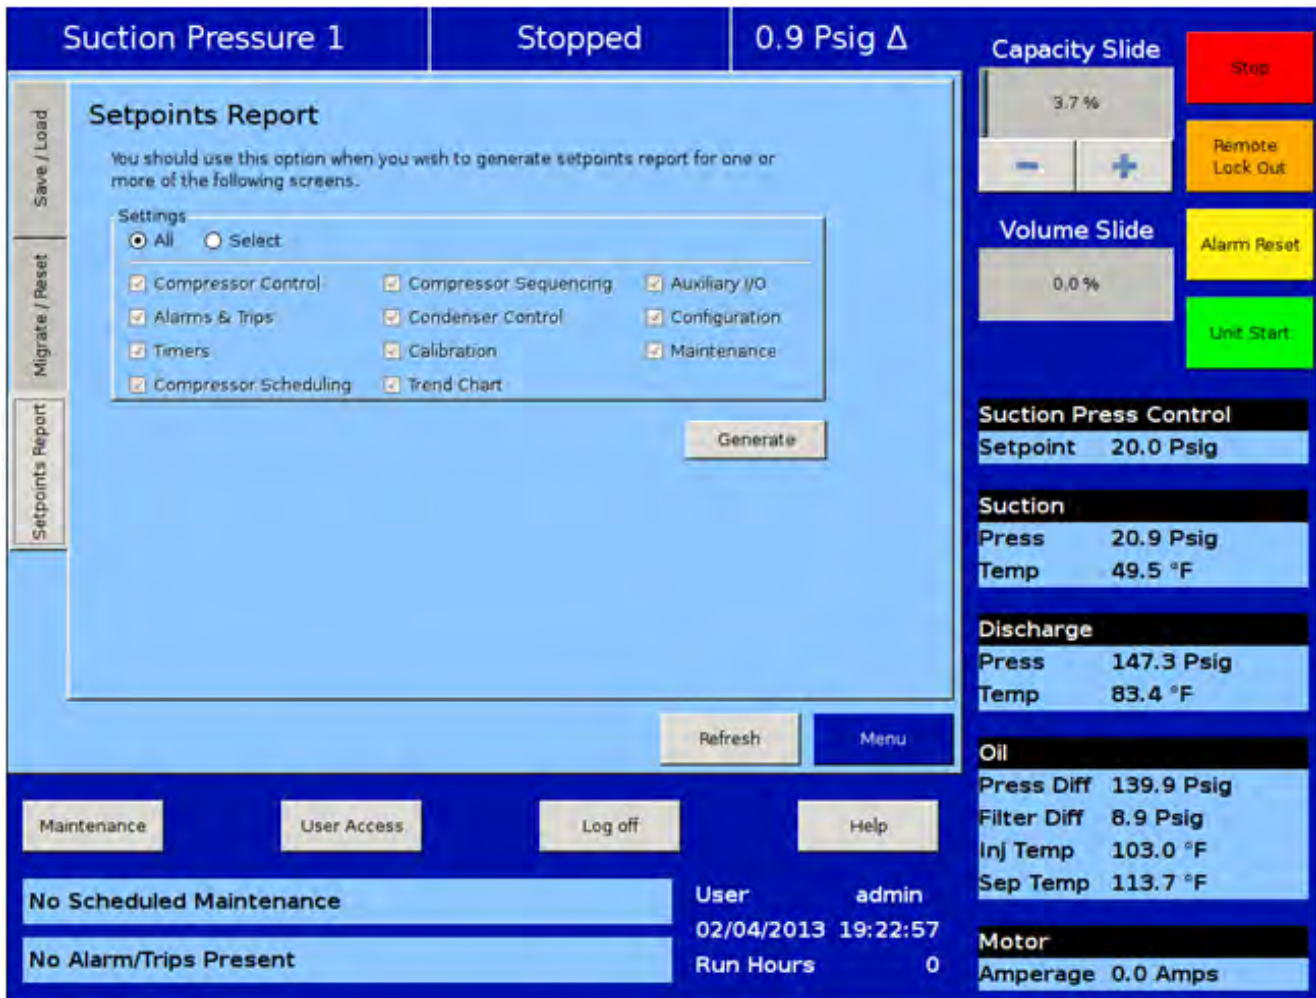 Suction Pressure 1
Stopped
0.9 Psig Δ
Save / Load
Migrate / Reset
Setpoints Report
Setpoints Report
You should use this option when you wish to generate setpoints report for one or
more of the following screens.
Settings
All
Select
Compressor Control
Compressor Sequencing
Auxiliary I/O
Alarms & Trips
Condenser Control
Configuration
Timers
Calibration
Maintenance
Compressor Scheduling
Trend Chart
Generate
Refresh
Menu
Maintenance
User Access
Log off
Help
No Scheduled Maintenance
No Alarm/Trips Present
User admin
02/04/2013 19:22:57
Run Hours 0
Capacity Slide
3.7 %
Volume Slide
0.0 %
Stop
Remote
Lock Out
Alarm Reset
Unit Start
Suction Press Control
Setpoint 20.0 Psig
Suction
Press 20.9 Psig
Temp 49.5 °F
Discharge
Press 147.3 Psig
Temp 83.4 °F
Oil
Press Diff 139.9 Psig
Filter Diff 8.9 Psig
Inj Temp 103.0 °F
Sep Temp 113.7 °F
Motor
Amperage 0.0 Amps